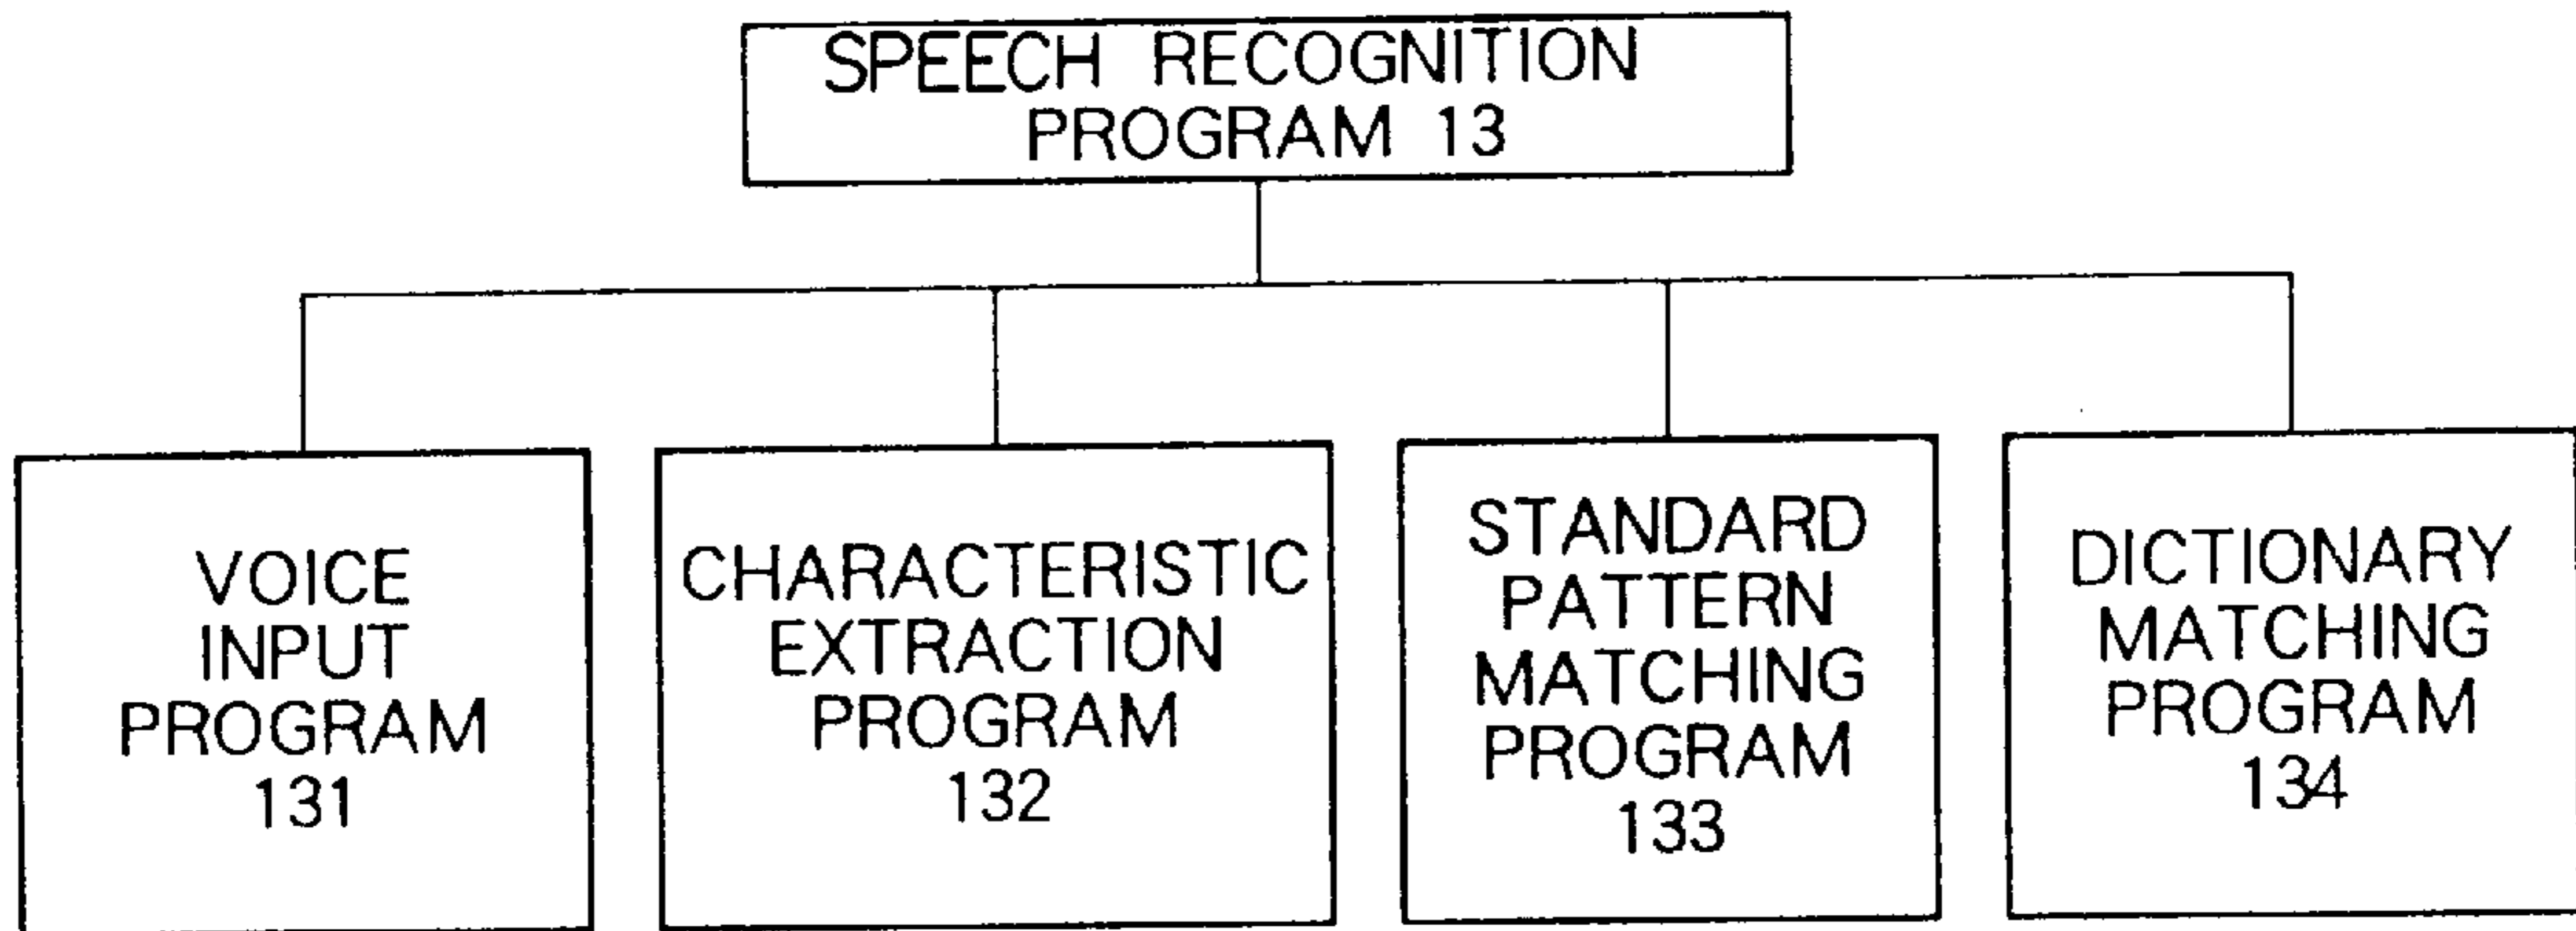 SPEECH RECOGNITION
PROGRAM 13
VOICE
INPUT
PROGRAM
131
CHARACTERISTIC
EXTRACTION
PROGRAM
132
STANDARD
PATTERN
MATCHING
PROGRAM
133
DICTIONARY
MATCHING
PROGRAM
134